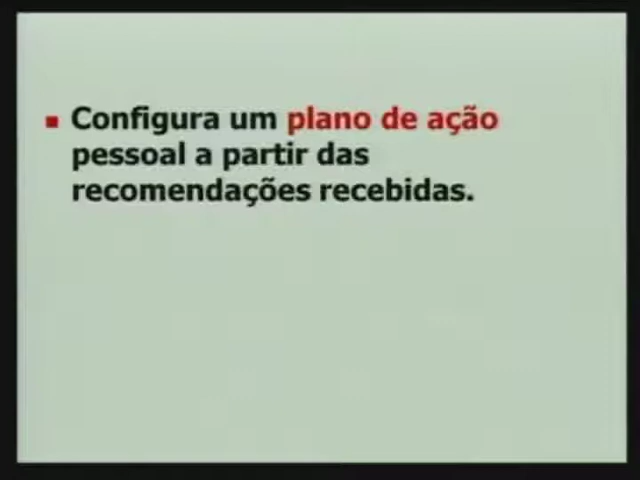 Configura um plano de ação
pessoal a partir das
recomendações recebidas.